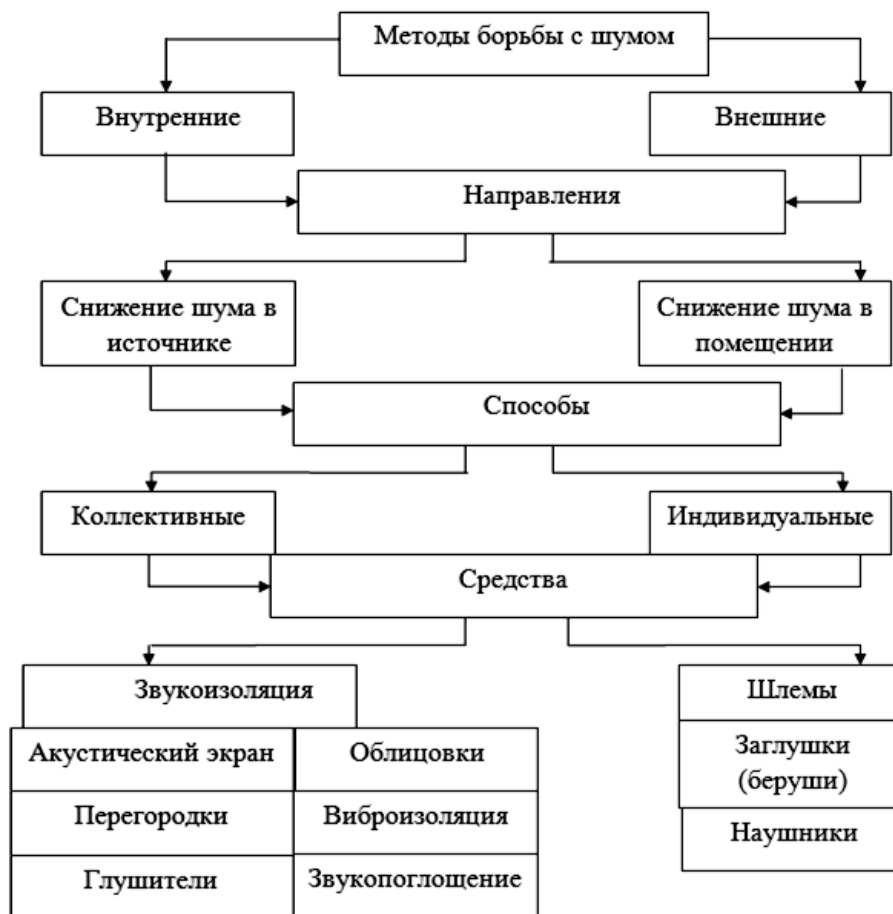 Методы борьбы с шумом
Внутренние
Внешние
Направления
Снижение шума в
источнике
Снижение шума в
помещении
Способы
Коллективные
Индивидуальные
Средства
Звукоизоляция
Шлемы
Акустический экран
Облицовки
Заглушки
(беруши)
Перегородки
Виброизоляция
Наушники
Глушители
Звукопоглощение